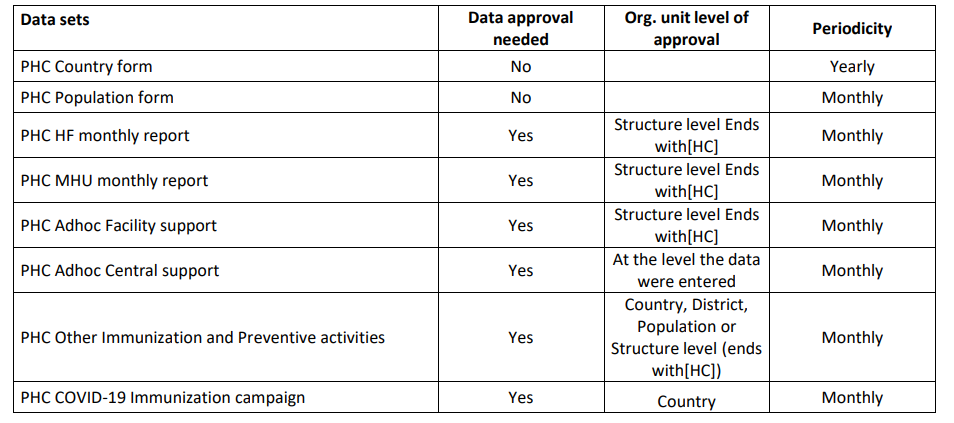 Data sets
Data approval
needed
Org. unit level of
approval
Periodicity
PHC Country form
No
Yearly
PHC Population form
No
Monthly
PHC HF monthly report
Yes
Structure level Ends
with[HC]
Monthly
PHC MHU monthly report
Yes
Structure level Ends
with[HC]
Monthly
PHC Adhoc Facility support
Yes
Structure level Ends
with[HC]
Monthly
PHC Adhoc Central support
Yes
At the level the data
were entered
Monthly
PHC Other Immunization and Preventive activities
Yes
Country, District,
Population or
Structure level (ends
with[HC])
Monthly
PHC COVID-19 Immunization campaign
Yes
Country
Monthly